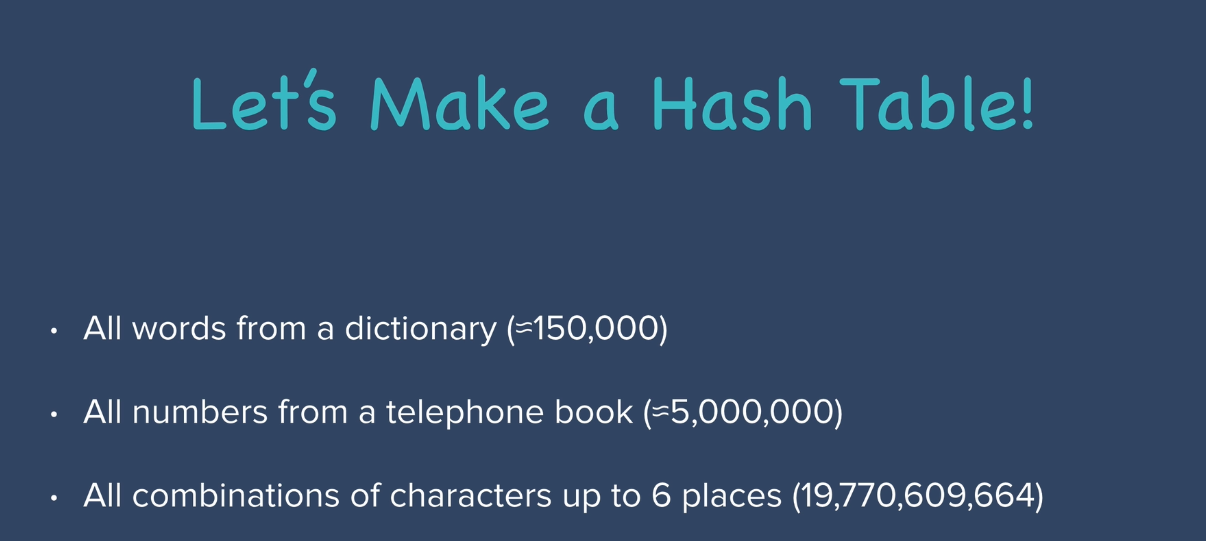 Let's Make a Hash Table!
• All words from a dictionary (≈150,000)
• All numbers from a telephone book (≈5,000,000)
• All combinations of characters up to 6 places (19,770,609,664)